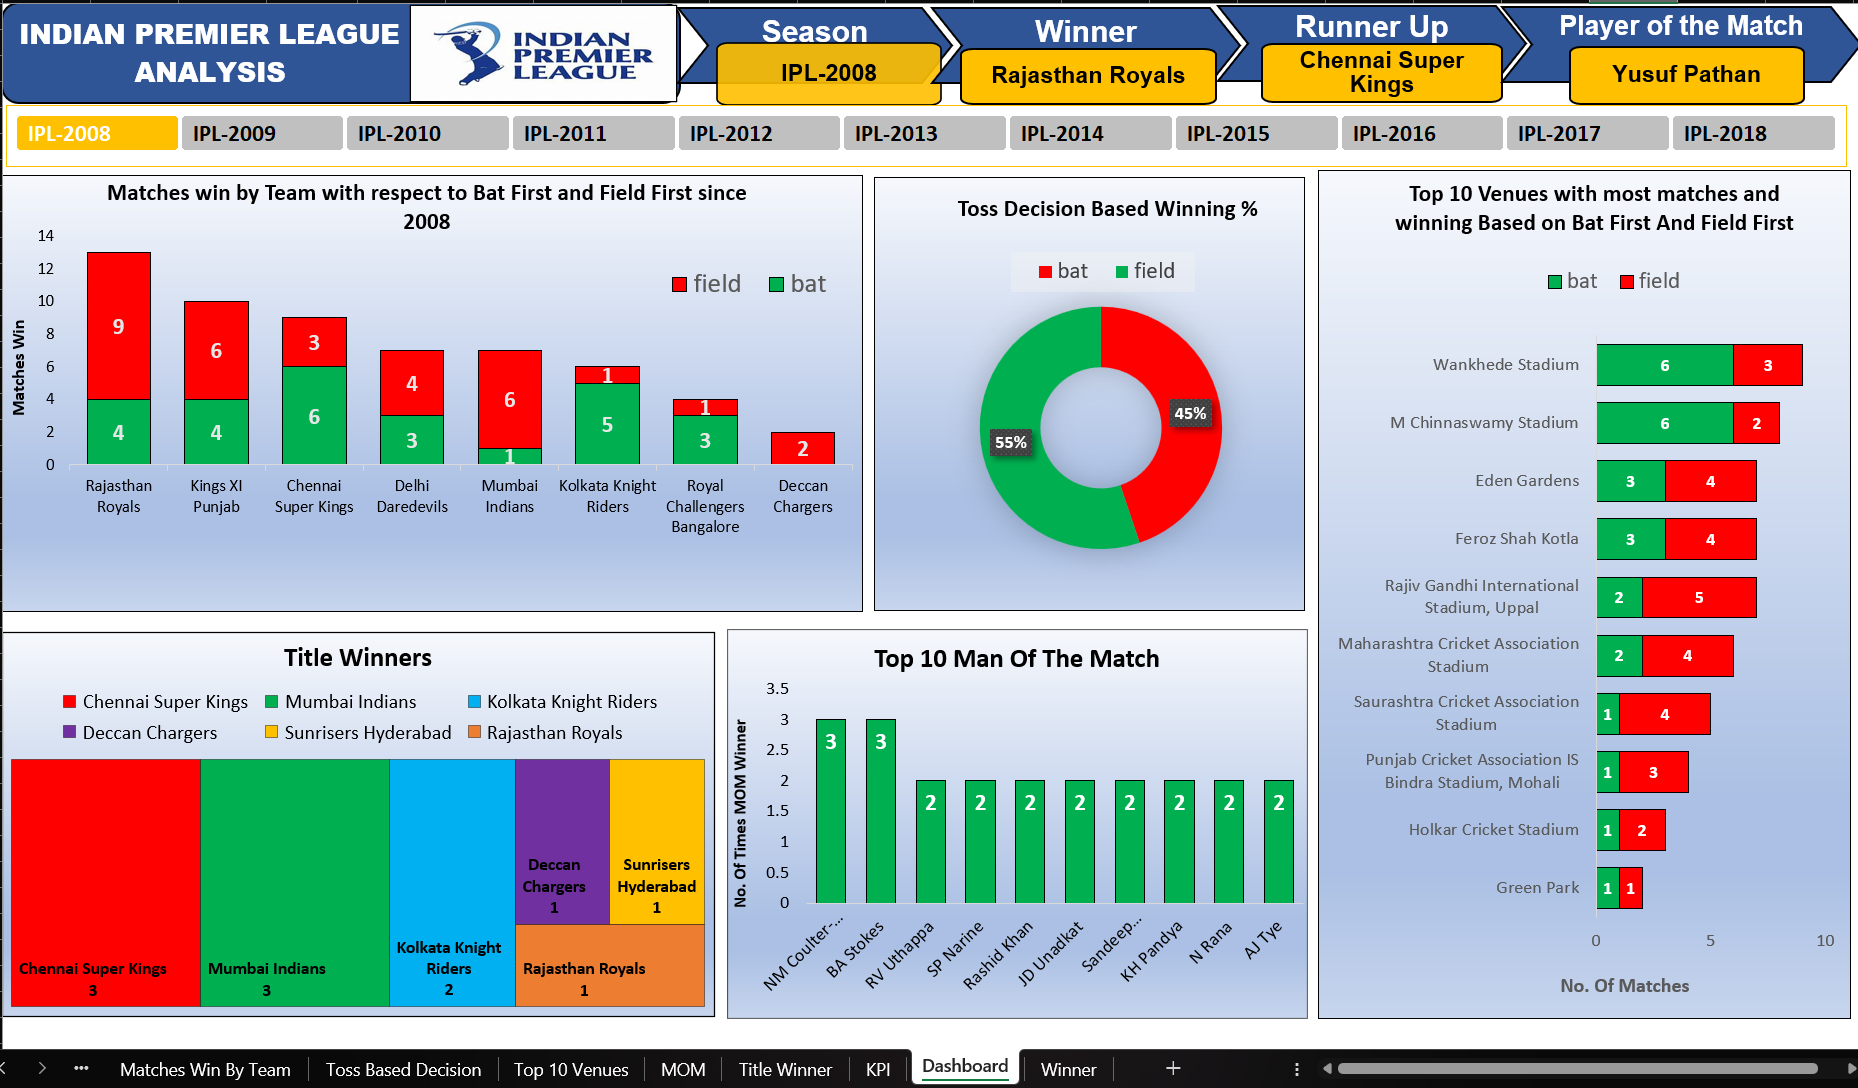 INDIAN PREMIER LEAGUE
ANALYSIS
INDIAN
PREMIER
LEAGUE
Season
IPL-2008
Winner
Rajasthan Royals
Runner Up
Chennai Super
Kings
Player of the Match
Yusuf Pathan
IPL-2008
IPL-2009
IPL-2010
IPL-2011
IPL-2012
IPL-2013
IPL-2014
IPL-2015
IPL-2016
IPL-2017
IPL-2018
Matches win by Team with respect to Bat First and Field First since
2008
field
bat
Matches Win
14
12
10
8
6
4
2
0
9
4
6
4
3
6
4
3
6
1
1
5
1
3
2
Rajasthan
Royals
Kings XI
Punjab
Chennai
Super Kings
Delhi
Daredevils
Mumbai
Indians
Kolkata Knight
Riders
Royal
Challengers
Bangalore
Deccan
Chargers
Toss Decision Based Winning %
bat
field
45%
55%
Top 10 Venues with most matches and
winning Based on Bat First And Field First
bat
field
Wankhede Stadium
6
3
M Chinnaswamy Stadium
6
2
Eden Gardens
3
4
Feroz Shah Kotla
3
4
Rajiv Gandhi International
Stadium, Uppal
2
5
Maharashtra Cricket Association
Stadium
2
4
Saurashtra Cricket Association
Stadium
1
4
Punjab Cricket Association IS
Bindra Stadium, Mohali
1
3
Holkar Cricket Stadium
1
2
Green Park
1
1
0
5
10
No. Of Matches
Title Winners
Chennai Super Kings
Mumbai Indians
Kolkata Knight Riders
Deccan Chargers
Sunrisers Hyderabad
Rajasthan Royals
Chennai Super Kings
3
Mumbai Indians
3
Kolkata Knight
Riders
2
Deccan
Chargers
1
Sunrisers
Hyderabad
1
Rajasthan Royals
1
Top 10 Man Of The Match
No. Of Times MOM Winner
3.5
3
2.5
2
1.5
1
0.5
0
3
3
2
2
2
2
2
2
2
2
NM Coulter-...
BA Stokes
RV Uthappa
SP Narine
Rashid Khan
JD Unadkat
Sandeep...
KH Pandya
N Rana
AJ Tye
Matches Win By Team
Toss Based Decision
Top 10 Venues
MOM
Title Winner
KPI
Dashboard
Winner